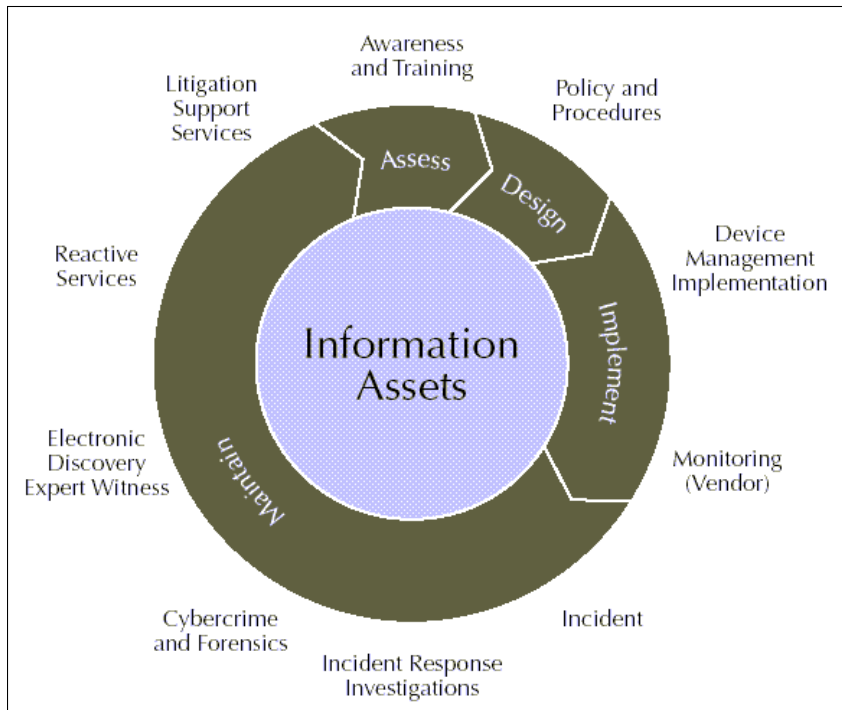 Awareness
and Training
Litigation
Support
Services
Policy and
Procedures
Assess
Design
Reactive
Services
Device
Management
Implementation
Information
Assets
Implement
Electronic
Discovery
Expert Witness
Maintain
Monitoring
(Vendor)
Cybercrime
and Forensics
Incident
Incident Response
Investigations